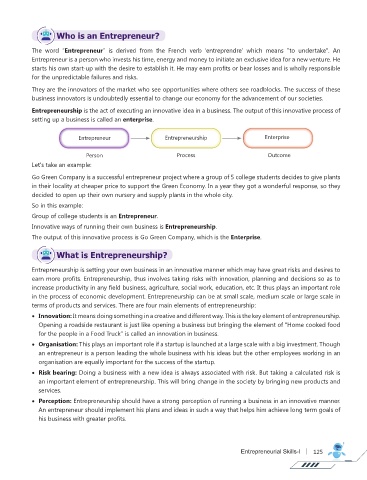 Who is an Entrepreneur?
The word "Entrepreneur" is derived from the French verb 'entreprendre' which means "to undertake". An
Entrepreneur is a person who invests his time, energy and money to initiate an exclusive idea for a new venture. He
starts his own start-up with the desire to establish it. He may earn profits or bear losses and is wholly responsible
for the unpredictable failures and risks.
They are the innovators of the market who see opportunities where others see roadblocks. The success of these
business innovators is undoubtedly essential to change our economy for the advancement of our societies.
Entrepreneurship is the act of executing an innovative idea in a business. The output of this innovative process of
setting up a business is called an enterprise.
Entrepreneur Entrepreneurship Enterprise
Person Process Outcome
Let's take an example:
Go Green Company is a successful entrepreneur project where a group of 5 college students decides to give plants
in their locality at cheaper price to support the Green Economy. In a year they got a wonderful response, so they
decided to open up their own nursery and supply plants in the whole city.
So in this example:
Group of college students is an Entrepreneur.
Innovative ways of running their own business is Entrepreneurship.
The output of this innovative process is Go Green Company, which is the Enterprise.
What is Entrepreneurship?
Entrepreneurship is setting your own business in an innovative manner which may have great risks and desires to
earn more profits. Entrepreneurship, thus involves taking risks with innovation, planning and decisions so as to
increase productivity in any field business, agriculture, social work, education, etc. It thus plays an important role
in the process of economic development. Entrepreneurship can be at small scale, medium scale or large scale in
terms of products and services. There are four main elements of entrepreneurship:
• Innovation: It means doing something in a creative and different way. This is the key element of entrepreneurship.
Opening a roadside restaurant is just like opening a business but bringing the element of "Home cooked food
for the people in a Food Truck" is called an innovation in business.
• Organisation: This plays an important role if a startup is launched at a large scale with a big investment. Though
an entrepreneur is a person leading the whole business with his ideas but the other employees working in an
organisation are equally important for the success of the startup.
• Risk bearing: Doing a business with a new idea is always associated with risk. But taking a calculated risk is
an important element of entrepreneurship. This will bring change in the society by bringing new products and
services.
• Perception: Entrepreneurship should have a strong perception of running a business in an innovative manner.
An entrepreneur should implement his plans and ideas in such a way that helps him achieve long term goals of
his business with greater profits.
Entrepreneurial Skills-I 125